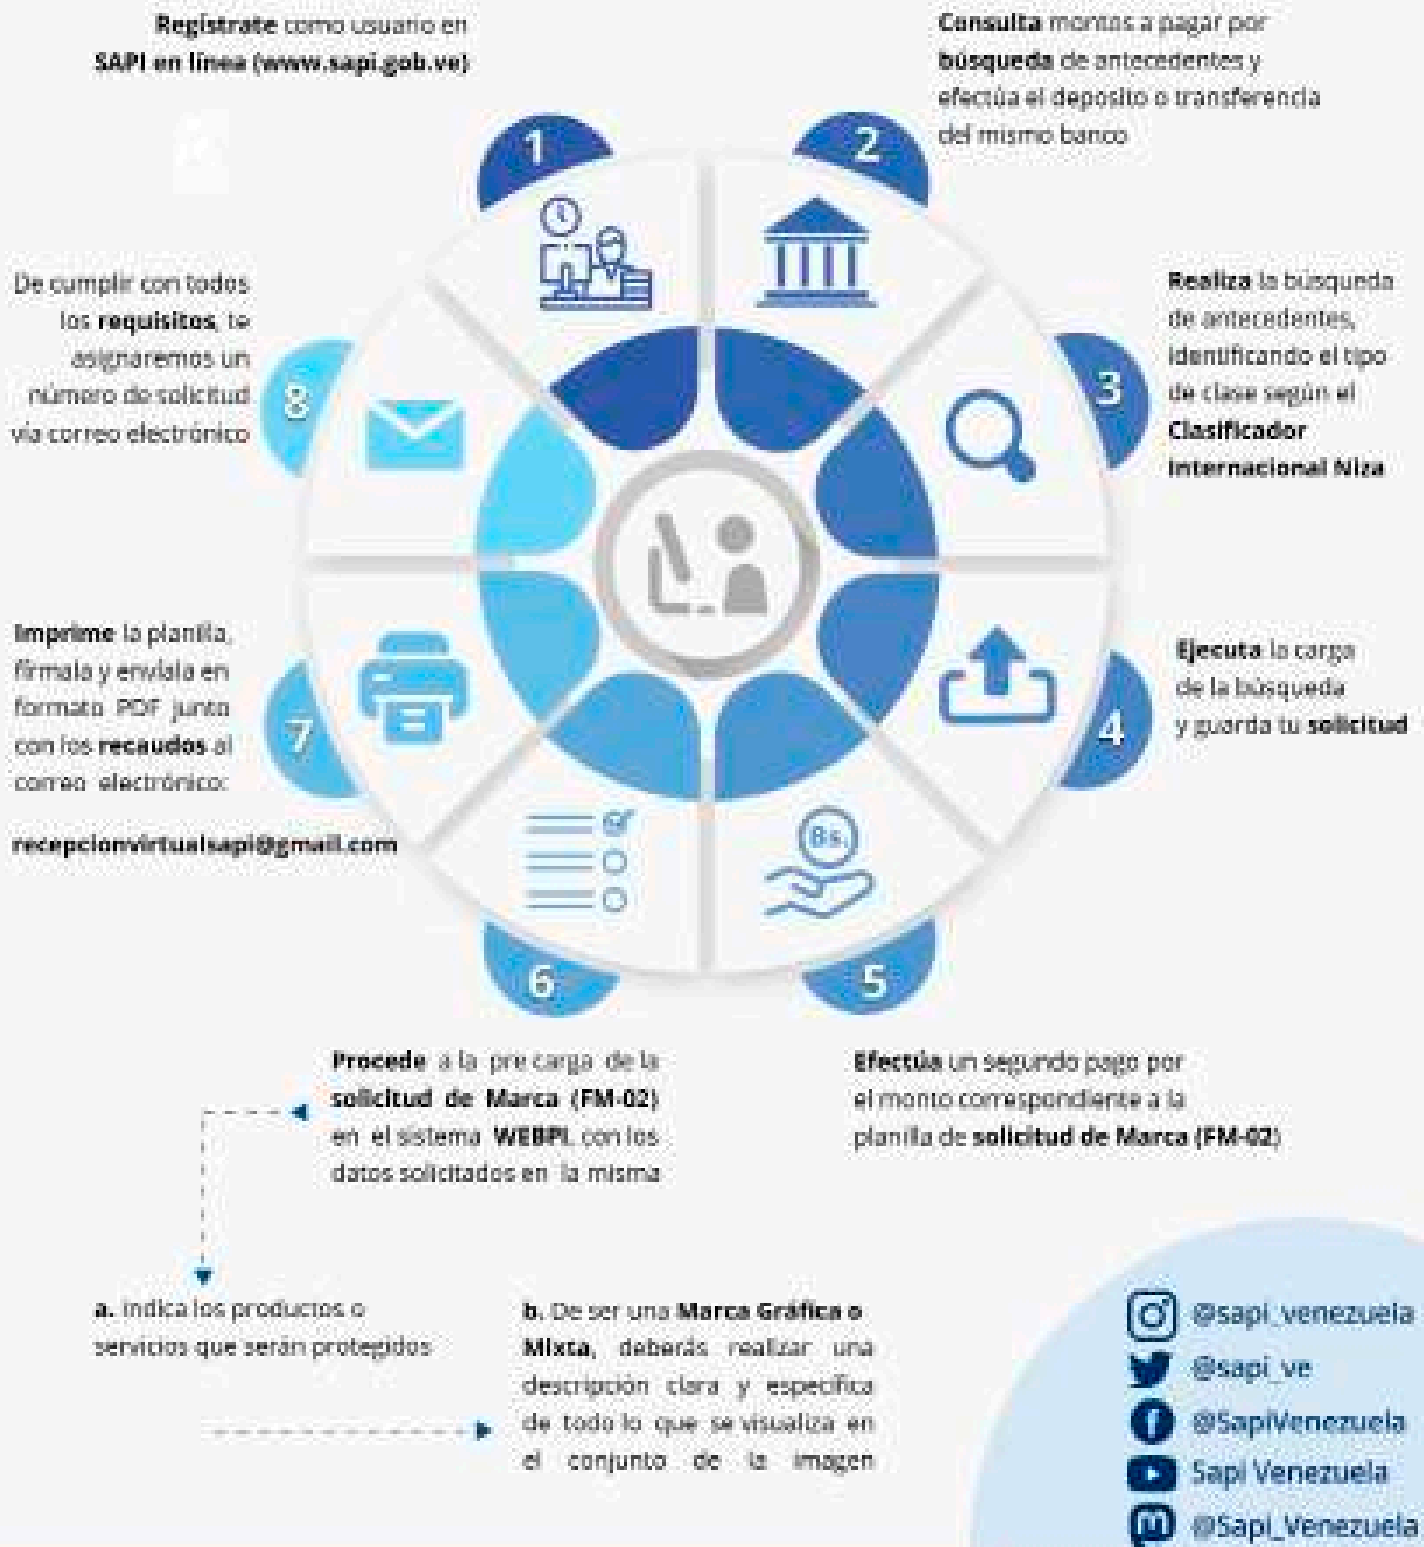 Regístrate como usuario en
SAPI en línea (www.sapi.gob.ve)
1
Consulta montos a pagar por
búsqueda de antecedentes y
efectúa el deposito o transferencia
del mismo banco
2
Realiza la búsqueda
de antecedentes,
identificando el tipo
de clase según el
Clasificador
Internacional Niza
3
Ejecuta la carga
de la búsqueda
y guarda tu solicitud
4
Bs.
5
Efectúa un segundo pago por
el monto correspondiente a la
planilla de solicitud de Marca (FM-02)
6
Procede a la pre carga de la
solicitud de Marca (FM-02)
en el sistema WEBPI, con los
datos solicitados en la misma
a. Indica los productos o
servicios que serán protegidos
b. De ser una Marca Gráfica o
Mixta, deberás realizar una
descripción clara y específica
de todo lo que se visualiza en
el conjunto de la imagen
7
Imprime la planilla,
fírmala y envíala en
formato PDF junto
con los recaudos al
correo electrónico:
recepcionvirtualsapi@gmail.com
8
De cumplir con todos
los requisitos, te
asignaremos un
número de solicitud
vía correo electrónico
@sapi_venezuela
@sapi_ve
@SapiVenezuela
Sapi Venezuela
@Sapi_Venezuela